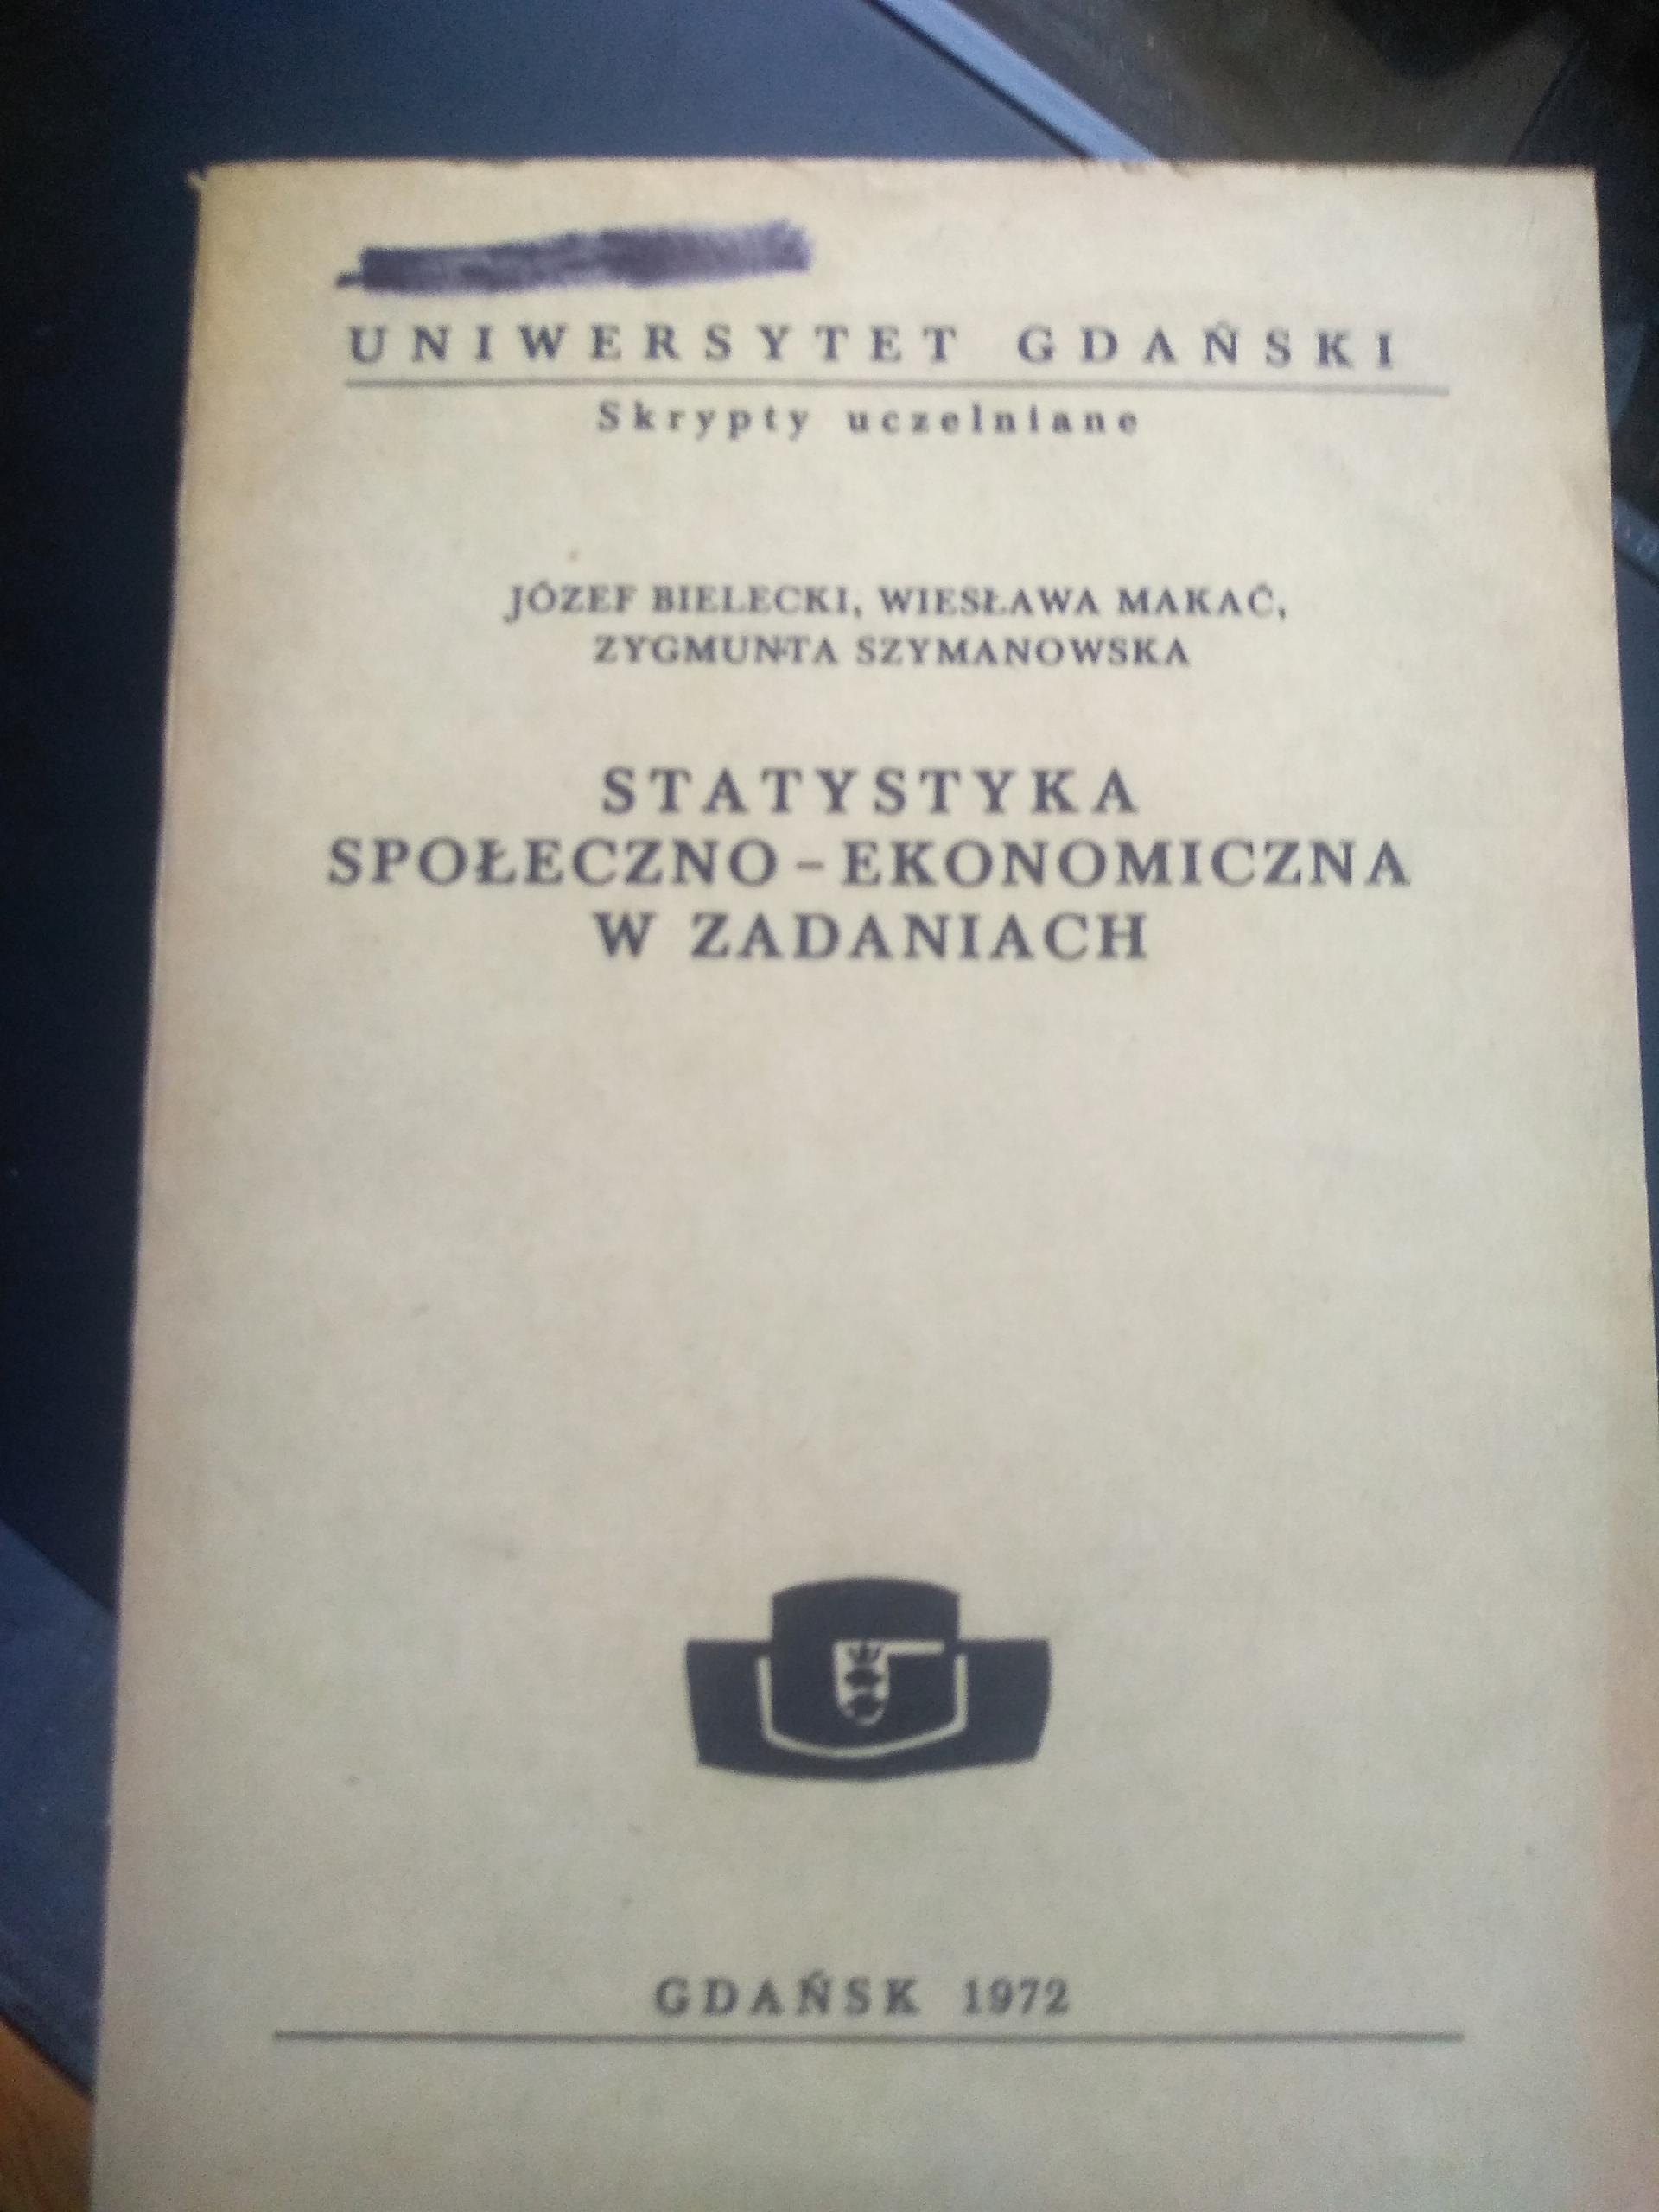 UNIWERSYTET GDAŃSKI
Skrypty uczelniane
JÓZEF BIELECKI, WIESŁAWA MAKAĆ,
ZYGMUNTA SZYMANOWSKA
STATYSTYKA
SPOŁECZNO-EKONOMICZNA
W ZADANIACH
GDAŃSK 1972